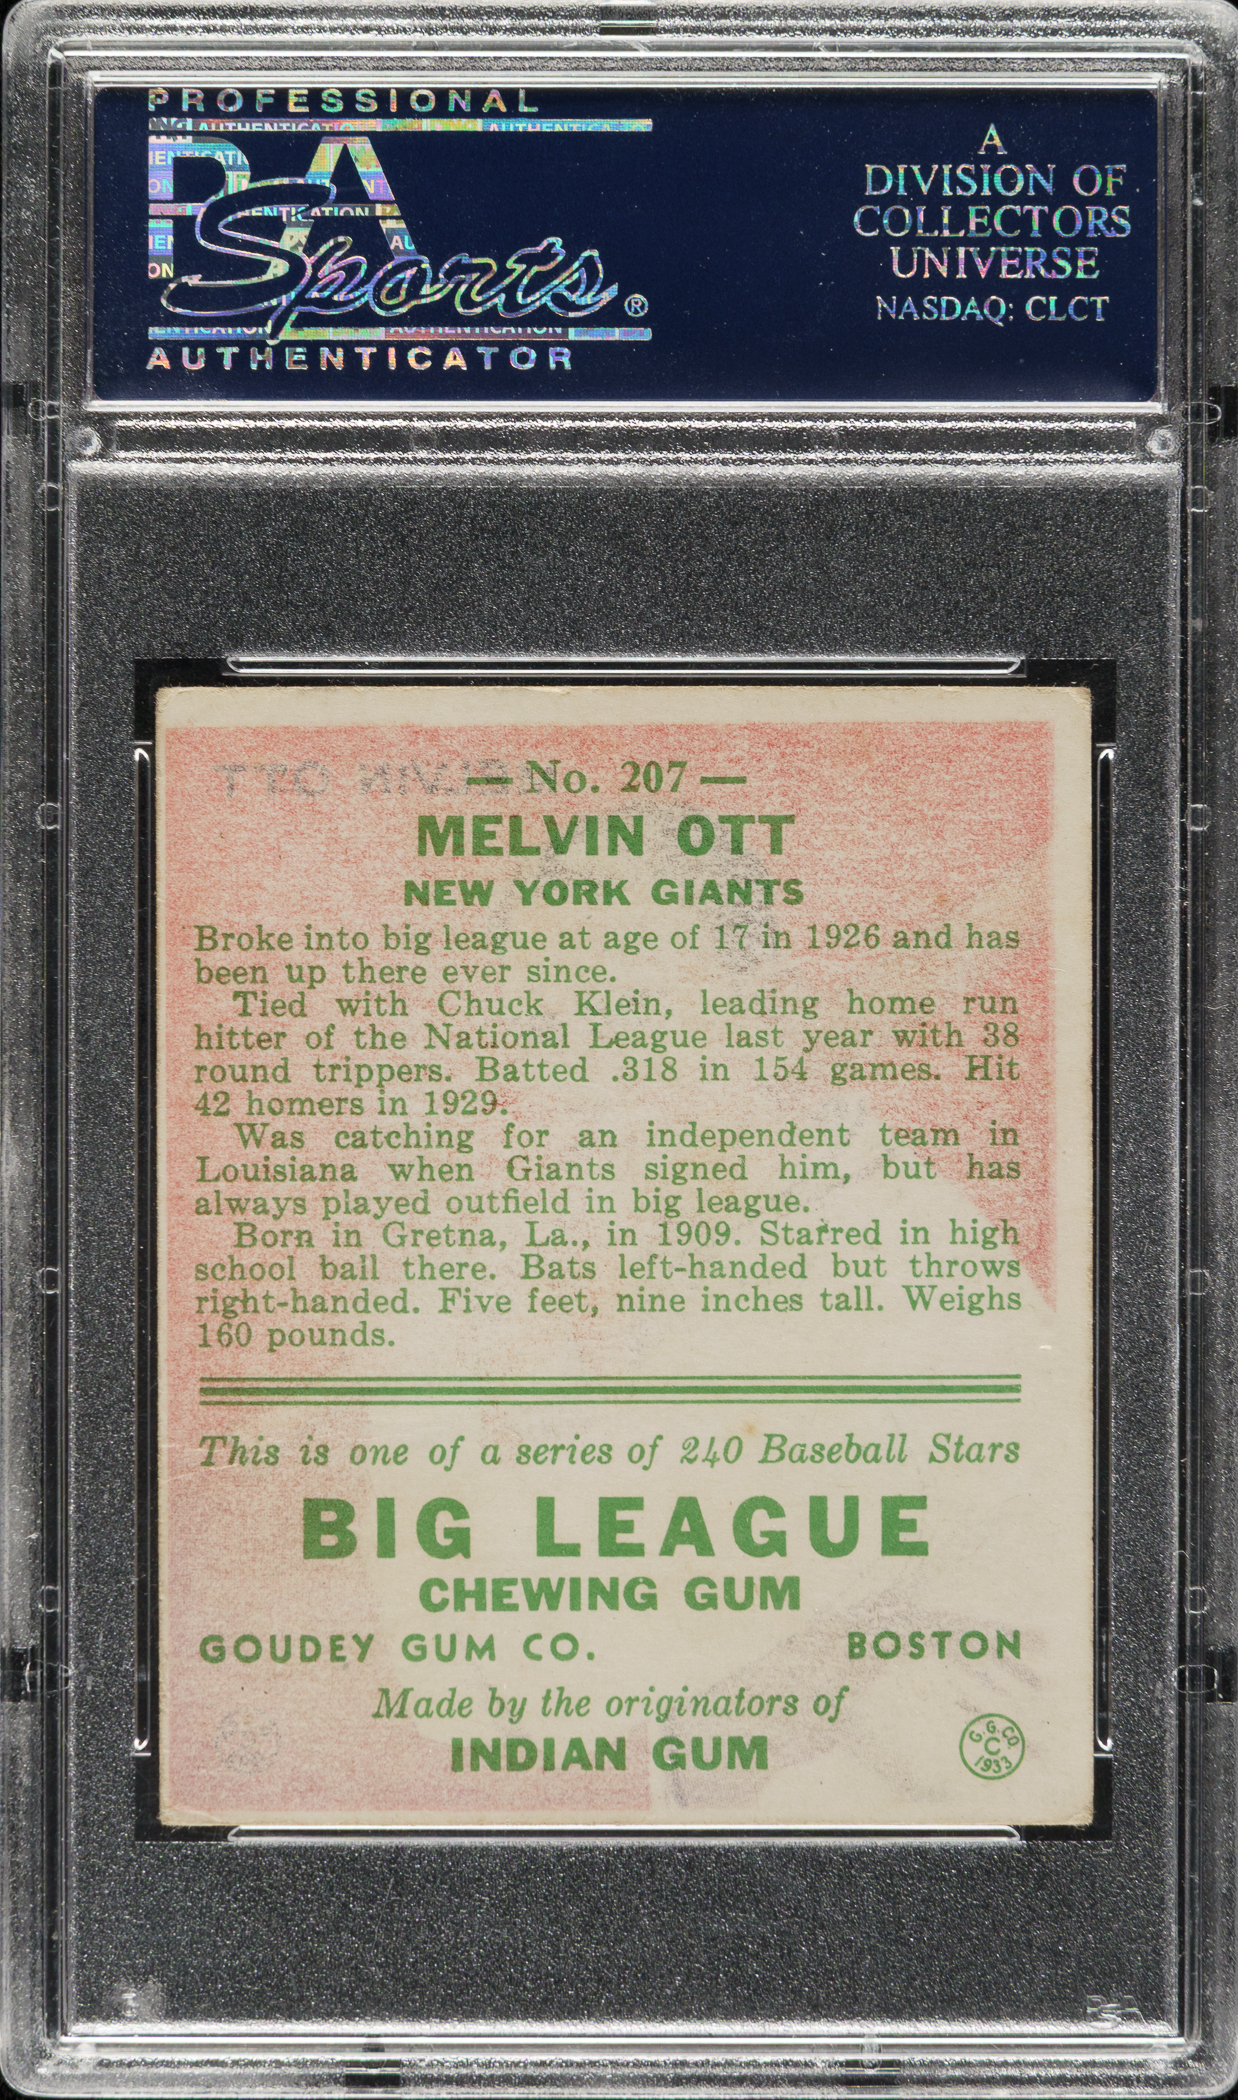 PROFESSIONAL
PSA
Sports®
AUTHENTICATOR
A
DIVISION OF
COLLECTORS
UNIVERSE
NASDAQ: CLCT
— No. 207 —
MELVIN OTT
NEW YORK GIANTS
Broke into big league at age of 17 in 1926 and has
been up there ever since.
Tied with Chuck Klein, leading home run
hitter of the National League last year with 38
round trippers. Batted .318 in 154 games. Hit
42 homers in 1929.
Was catching for an independent team in
Louisiana when Giants signed him, but has
always played outfield in big league.
Born in Gretna, La., in 1909. Starred in high
school ball there. Bats left-handed but throws
right-handed. Five feet, nine inches tall. Weighs
160 pounds.
This is one of a series of 240 Baseball Stars
BIG LEAGUE
CHEWING GUM
GOUDEY GUM CO. BOSTON
Made by the originators of
INDIAN GUM
G.G.CO.
C
1933
PSA